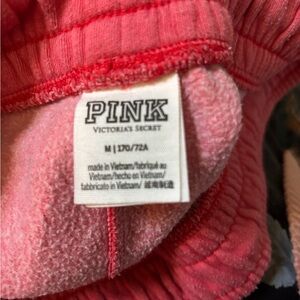 PINK
VICTORIA'S SECRET
M | 170/72A
made in Vietnam/fabriqué au
Vietnam/hecho en Vietnam/
fabbricato in Vietnam/ 越南制造